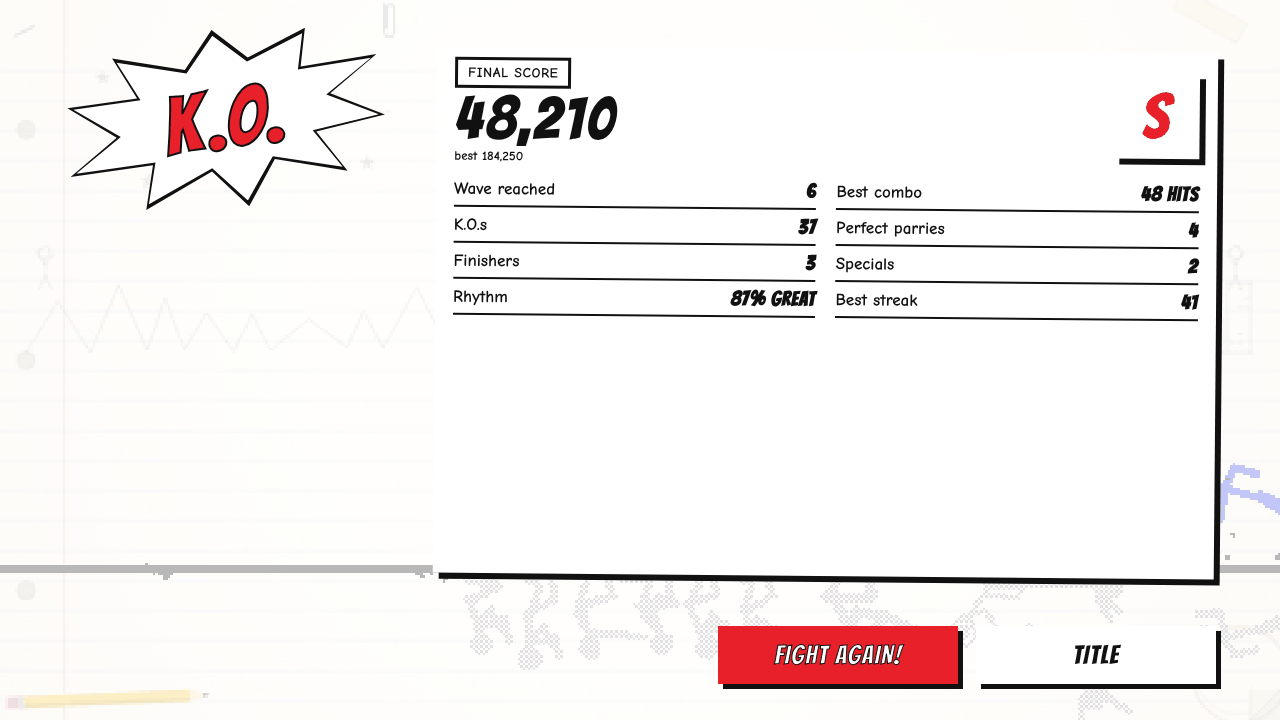 K.O.
FINAL SCORE
48,210
best 184,250
S
Wave reached 6
K.O.s 37
Finishers 3
Rhythm 87% GREAT
Best combo 48 HITS
Perfect parries 4
Specials 2
Best streak 41
FIGHT AGAIN!
TITLE